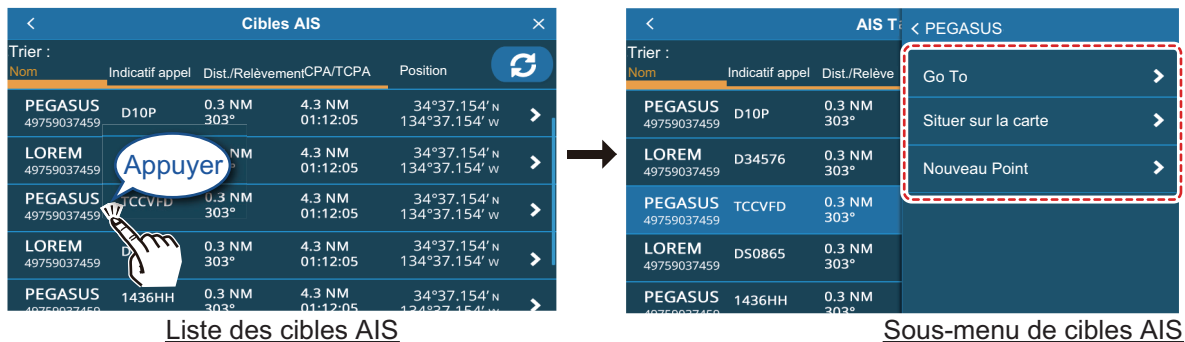 Cibles AIS
Trier :
Nom Indicatif appel Dist./Relèvement CPA/TCPA Position
PEGASUS D10P 0.3 NM 4.3 NM 34°37.154′ N
49759037459 303° 01:12:05 134°37.154′ W
LOREM NM 4.3 NM 34°37.154′ N
49759037459 01:12:05 134°37.154′ W
Appuyer
PEGASUS TCCVFD 0.3 NM 4.3 NM 34°37.154′ N
49759037459 303° 01:12:05 134°37.154′ W
LOREM D 0.3 NM 4.3 NM 34°37.154′ N
49759037459 303° 01:12:05 134°37.154′ W
PEGASUS 1436HH 0.3 NM 4.3 NM 34°37.154′ N
49759037459 303° 01:12:05 134°37.154′ W
Liste des cibles AIS
AIS T
Trier :
Nom Indicatif appel Dist./Relève
PEGASUS D10P 0.3 NM
49759037459 303°
LOREM D34576 0.3 NM
49759037459 303°
PEGASUS TCCVFD 0.3 NM
49759037459 303°
LOREM DS0865 0.3 NM
49759037459 303°
PEGASUS 1436HH 0.3 NM
49759037459 303°
PEGASUS
Go To
Situer sur la carte
Nouveau Point
Sous-menu de cibles AIS